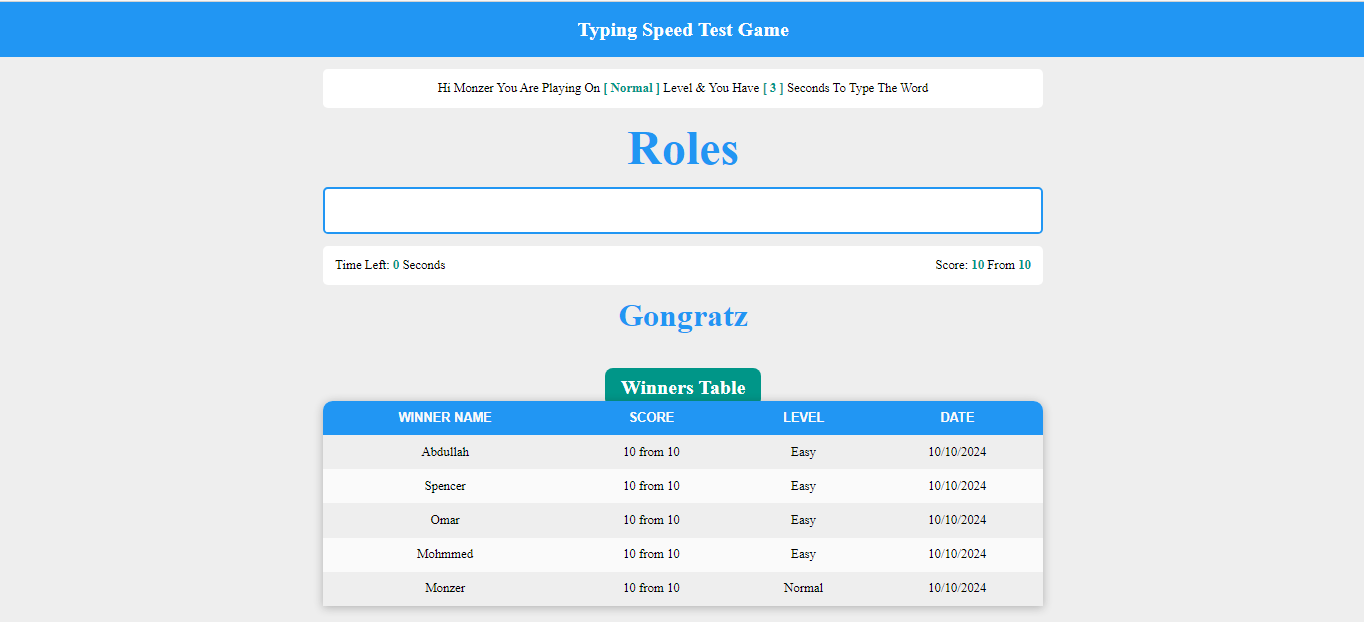 Typing Speed Test Game
Hi Monzer You Are Playing On [ Normal ] Level & You Have [ 3 ] Seconds To Type The Word
Roles
Time Left: 0 Seconds Score: 10 From 10
Gongratz
Winners Table
WINNER NAME SCORE LEVEL DATE
Abdullah 10 from 10 Easy 10/10/2024
Spencer 10 from 10 Easy 10/10/2024
Omar 10 from 10 Easy 10/10/2024
Mohmmed 10 from 10 Easy 10/10/2024
Monzer 10 from 10 Normal 10/10/2024